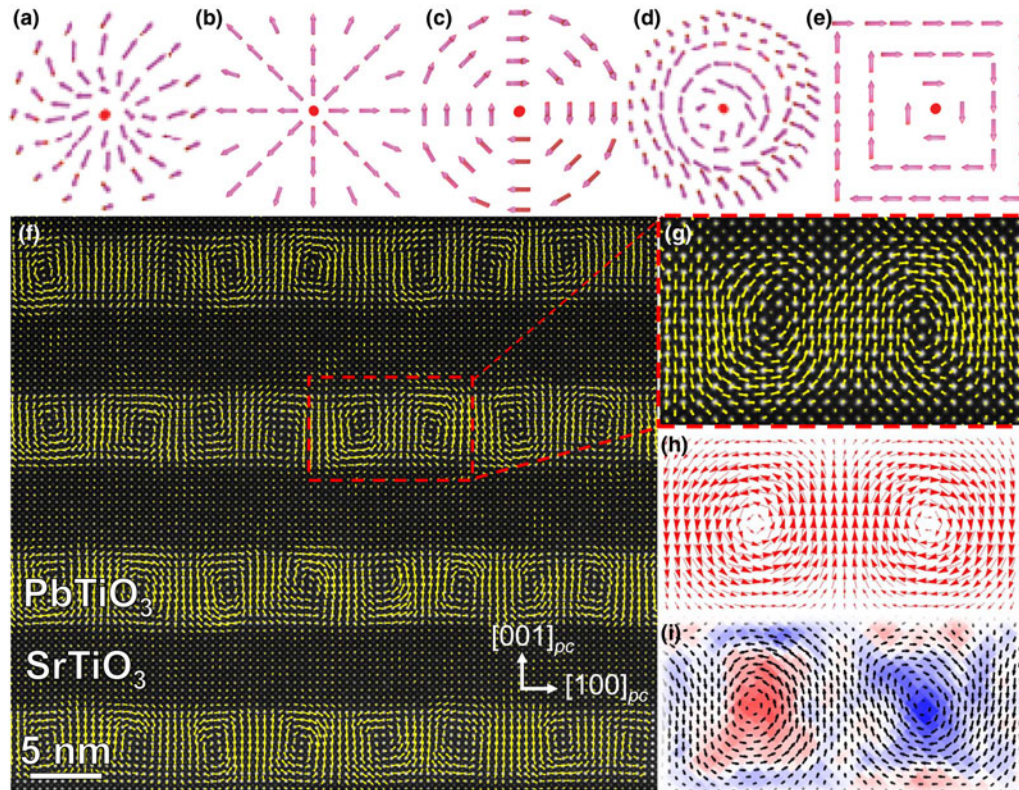 (a)
(b)
(c)
(d)
(e)
(f)
(g)
(h)
(i)
PbTiO3
SrTiO3
[001]pc
[100]pc
5 nm